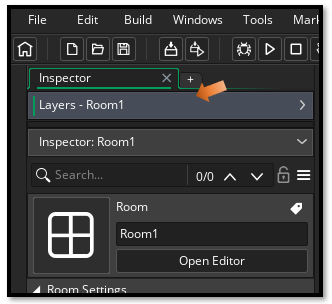 File Edit Build Windows Tools Mar
Inspector
Layers - Room1
Inspector: Room1
Search... 0/0
Room
Room1
Open Editor
Room Settings